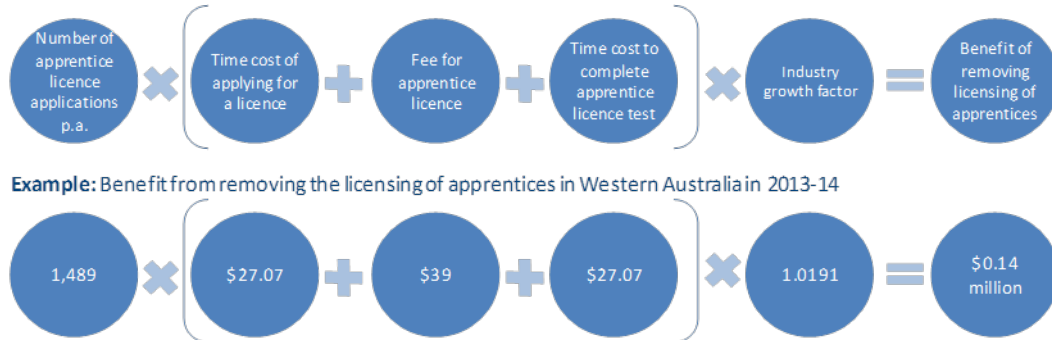 Number of
apprentice
licence
applications
p.a.
Time cost of
applying for
a licence
Fee for
apprentice
licence
Time cost to
complete
apprentice
licence test
Industry
growth factor
Benefit of
removing
licensing of
apprentices
Example: Benefit from removing the licensing of apprentices in Western Australia in 2013-14
1,489
$27.07
$39
$27.07
1.0191
$0.14
million